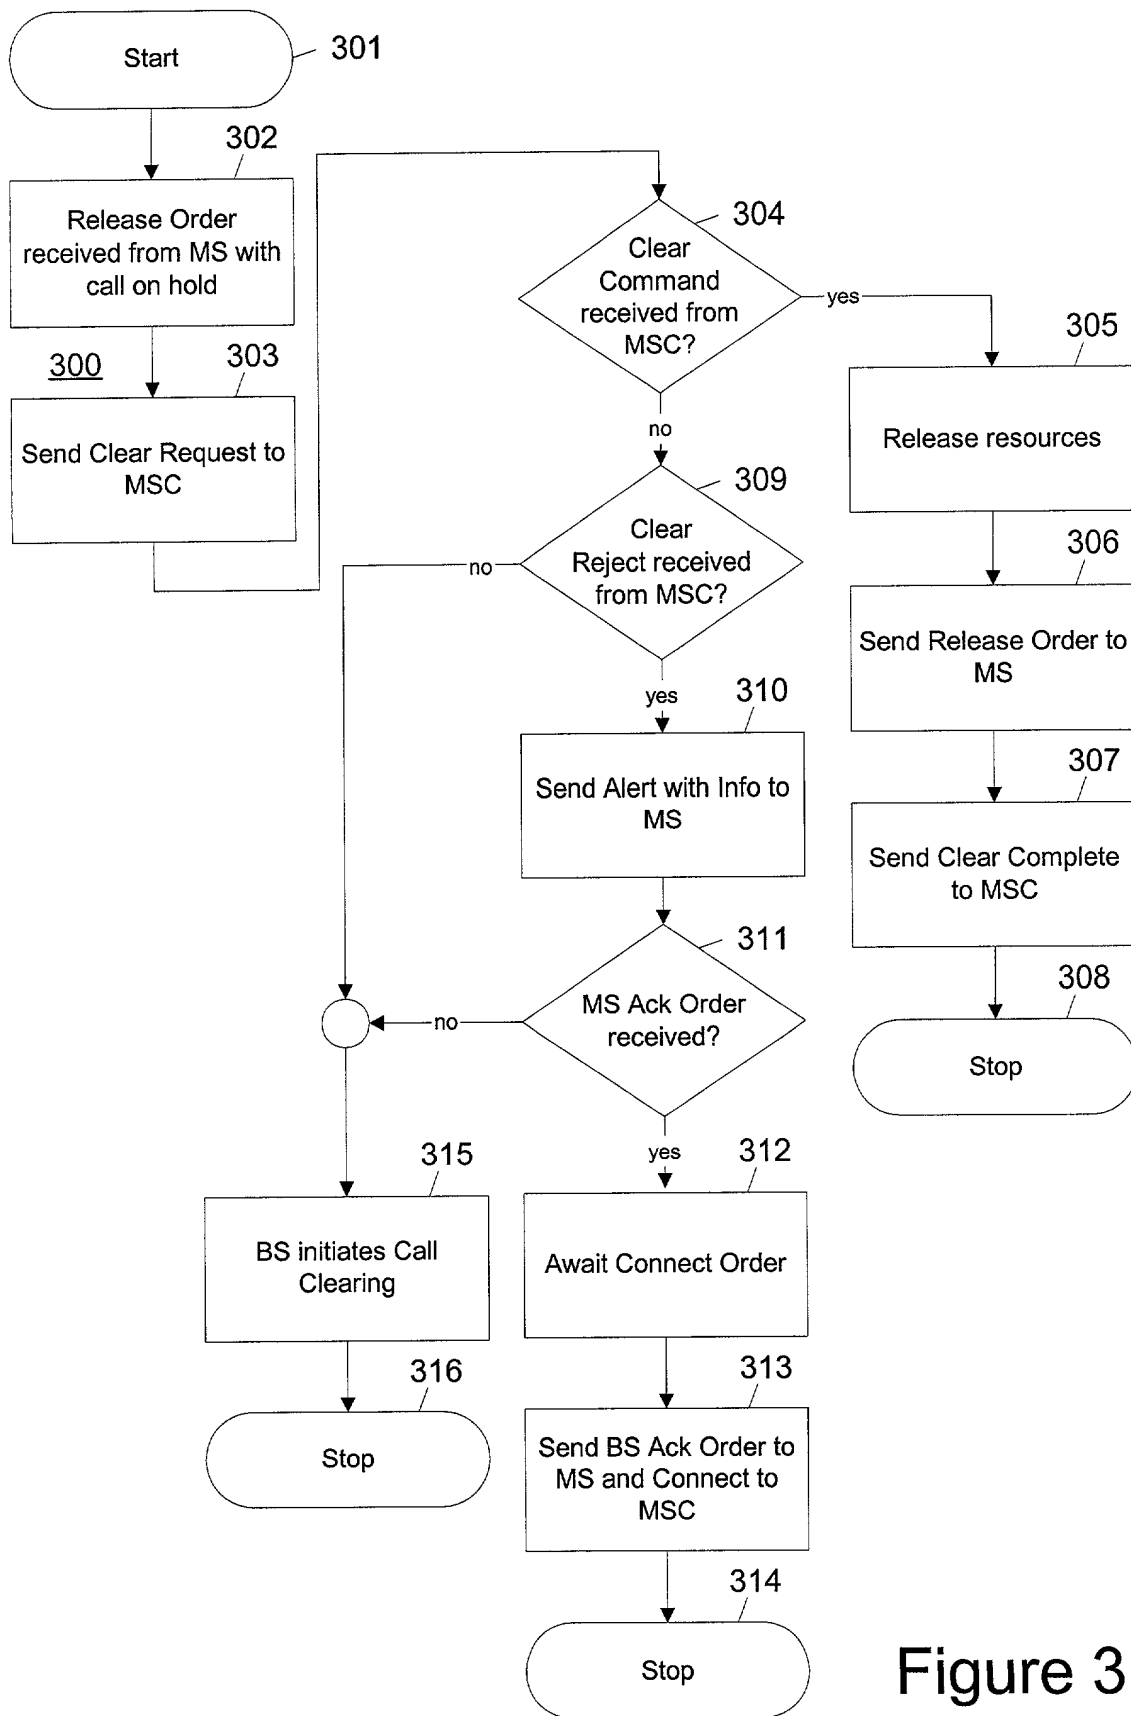 Start
301
302
Release Order
received from MS with
call on hold
300
303
Send Clear Request to
MSC
304
Clear
Command
received from
MSC?
yes
no
305
Release resources
309
Clear
Reject received
from MSC?
no
yes
306
Send Release Order to
MS
310
Send Alert with Info to
MS
307
Send Clear Complete
to MSC
311
MS Ack Order
received?
no
yes
308
Stop
315
BS initiates Call
Clearing
312
Await Connect Order
316
Stop
313
Send BS Ack Order to
MS and Connect to
MSC
314
Stop
Figure 3